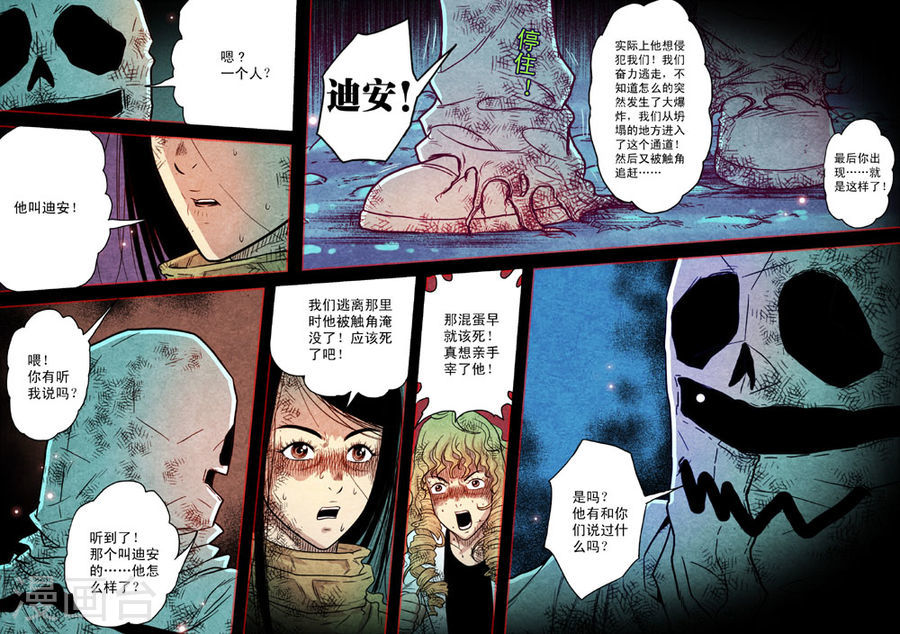 嗯？
一个人？
他叫迪安！
迪安！
停住！
实际上他想侵
犯我们！我们
奋力逃走，不
知道怎么的突
然发生了大爆
炸，我们从坍
塌的地方进入
了这个通道！
然后又被触角
追赶……
最后你出
现……就
是这样了！
喂！
你有听
我说吗？
听到了！
那个叫迪安
的……他怎
么样了？
我们逃离那里
时他被触角淹
没了！应该死
了吧！
那混蛋早
就该死！
真想亲手
宰了他！
是吗？
他有和你
们说过什
么吗？
漫画台